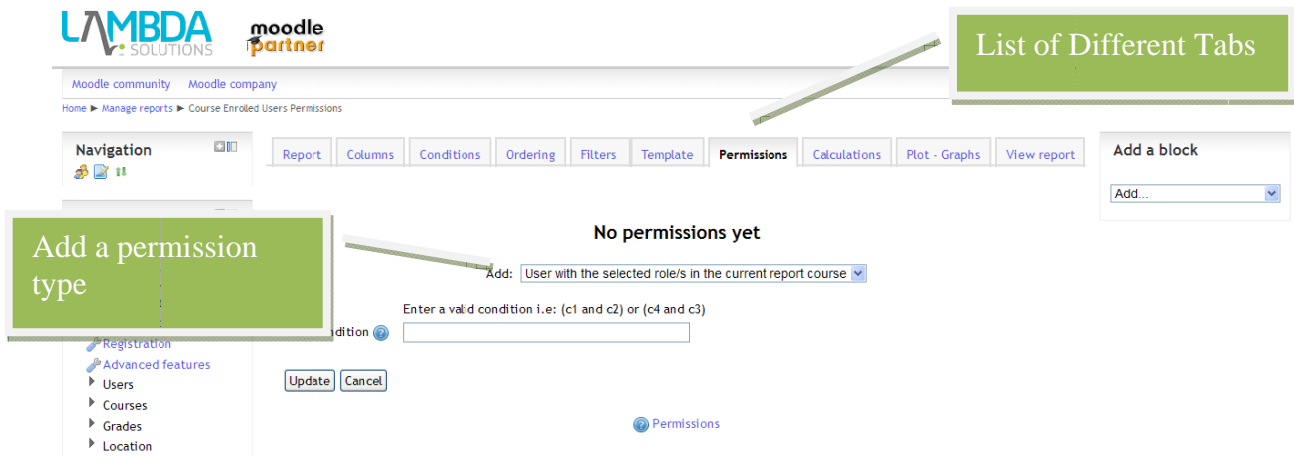 LAMBDA SOLUTIONS
moodle partner
List of Different Tabs
Moodle community Moodle company
Home ► Manage reports ► Course Enrolled Users Permissions
Navigation
Report Columns Conditions Ordering Filters Template Permissions Calculations Plot - Graphs View report
Add a block
Add...
No permissions yet
Add a permission
type
Add: User with the selected role/s in the current report course
Enter a valid condition i.e: (c1 and c2) or (c4 and c3)
Registration
Advanced features
Users
Courses
Grades
Location
Update Cancel
Permissions